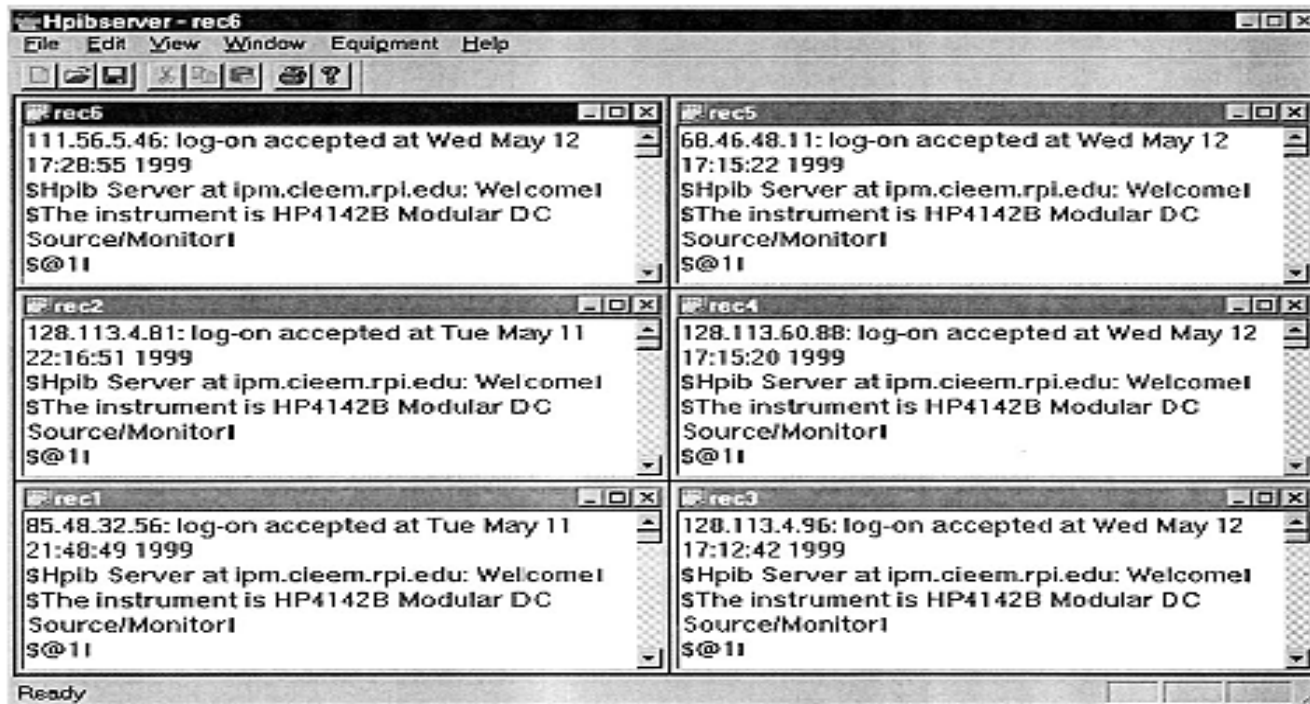 Hpibserver - rec6
File Edit View Window Equipment Help
rec6
111.56.5.46: log-on accepted at Wed May 12
17:28:55 1999
$Hpib Server at ipm.cieem.rpi.edu: Welcome!
$The instrument is HP4142B Modular DC
Source/Monitor!
$@1!
rec5
68.46.48.11: log-on accepted at Wed May 12
17:15:22 1999
$Hpib Server at ipm.cieem.rpi.edu: Welcome!
$The instrument is HP4142B Modular DC
Source/Monitor!
$@1!
rec2
128.113.4.81: log-on accepted at Tue May 11
22:16:51 1999
$Hpib Server at ipm.cieem.rpi.edu: Welcome!
$The instrument is HP4142B Modular DC
Source/Monitor!
$@1!
rec4
128.113.60.88: log-on accepted at Wed May 12
17:15:20 1999
$Hpib Server at ipm.cieem.rpi.edu: Welcome!
$The instrument is HP4142B Modular DC
Source/Monitor!
$@1!
rec1
85.48.32.56: log-on accepted at Tue May 11
21:48:49 1999
$Hpib Server at ipm.cieem.rpi.edu: Welcome!
$The instrument is HP4142B Modular DC
Source/Monitor!
$@1!
rec3
128.113.4.96: log-on accepted at Wed May 12
17:12:42 1999
$Hpib Server at ipm.cieem.rpi.edu: Welcome!
$The instrument is HP4142B Modular DC
Source/Monitor!
$@1!
Ready